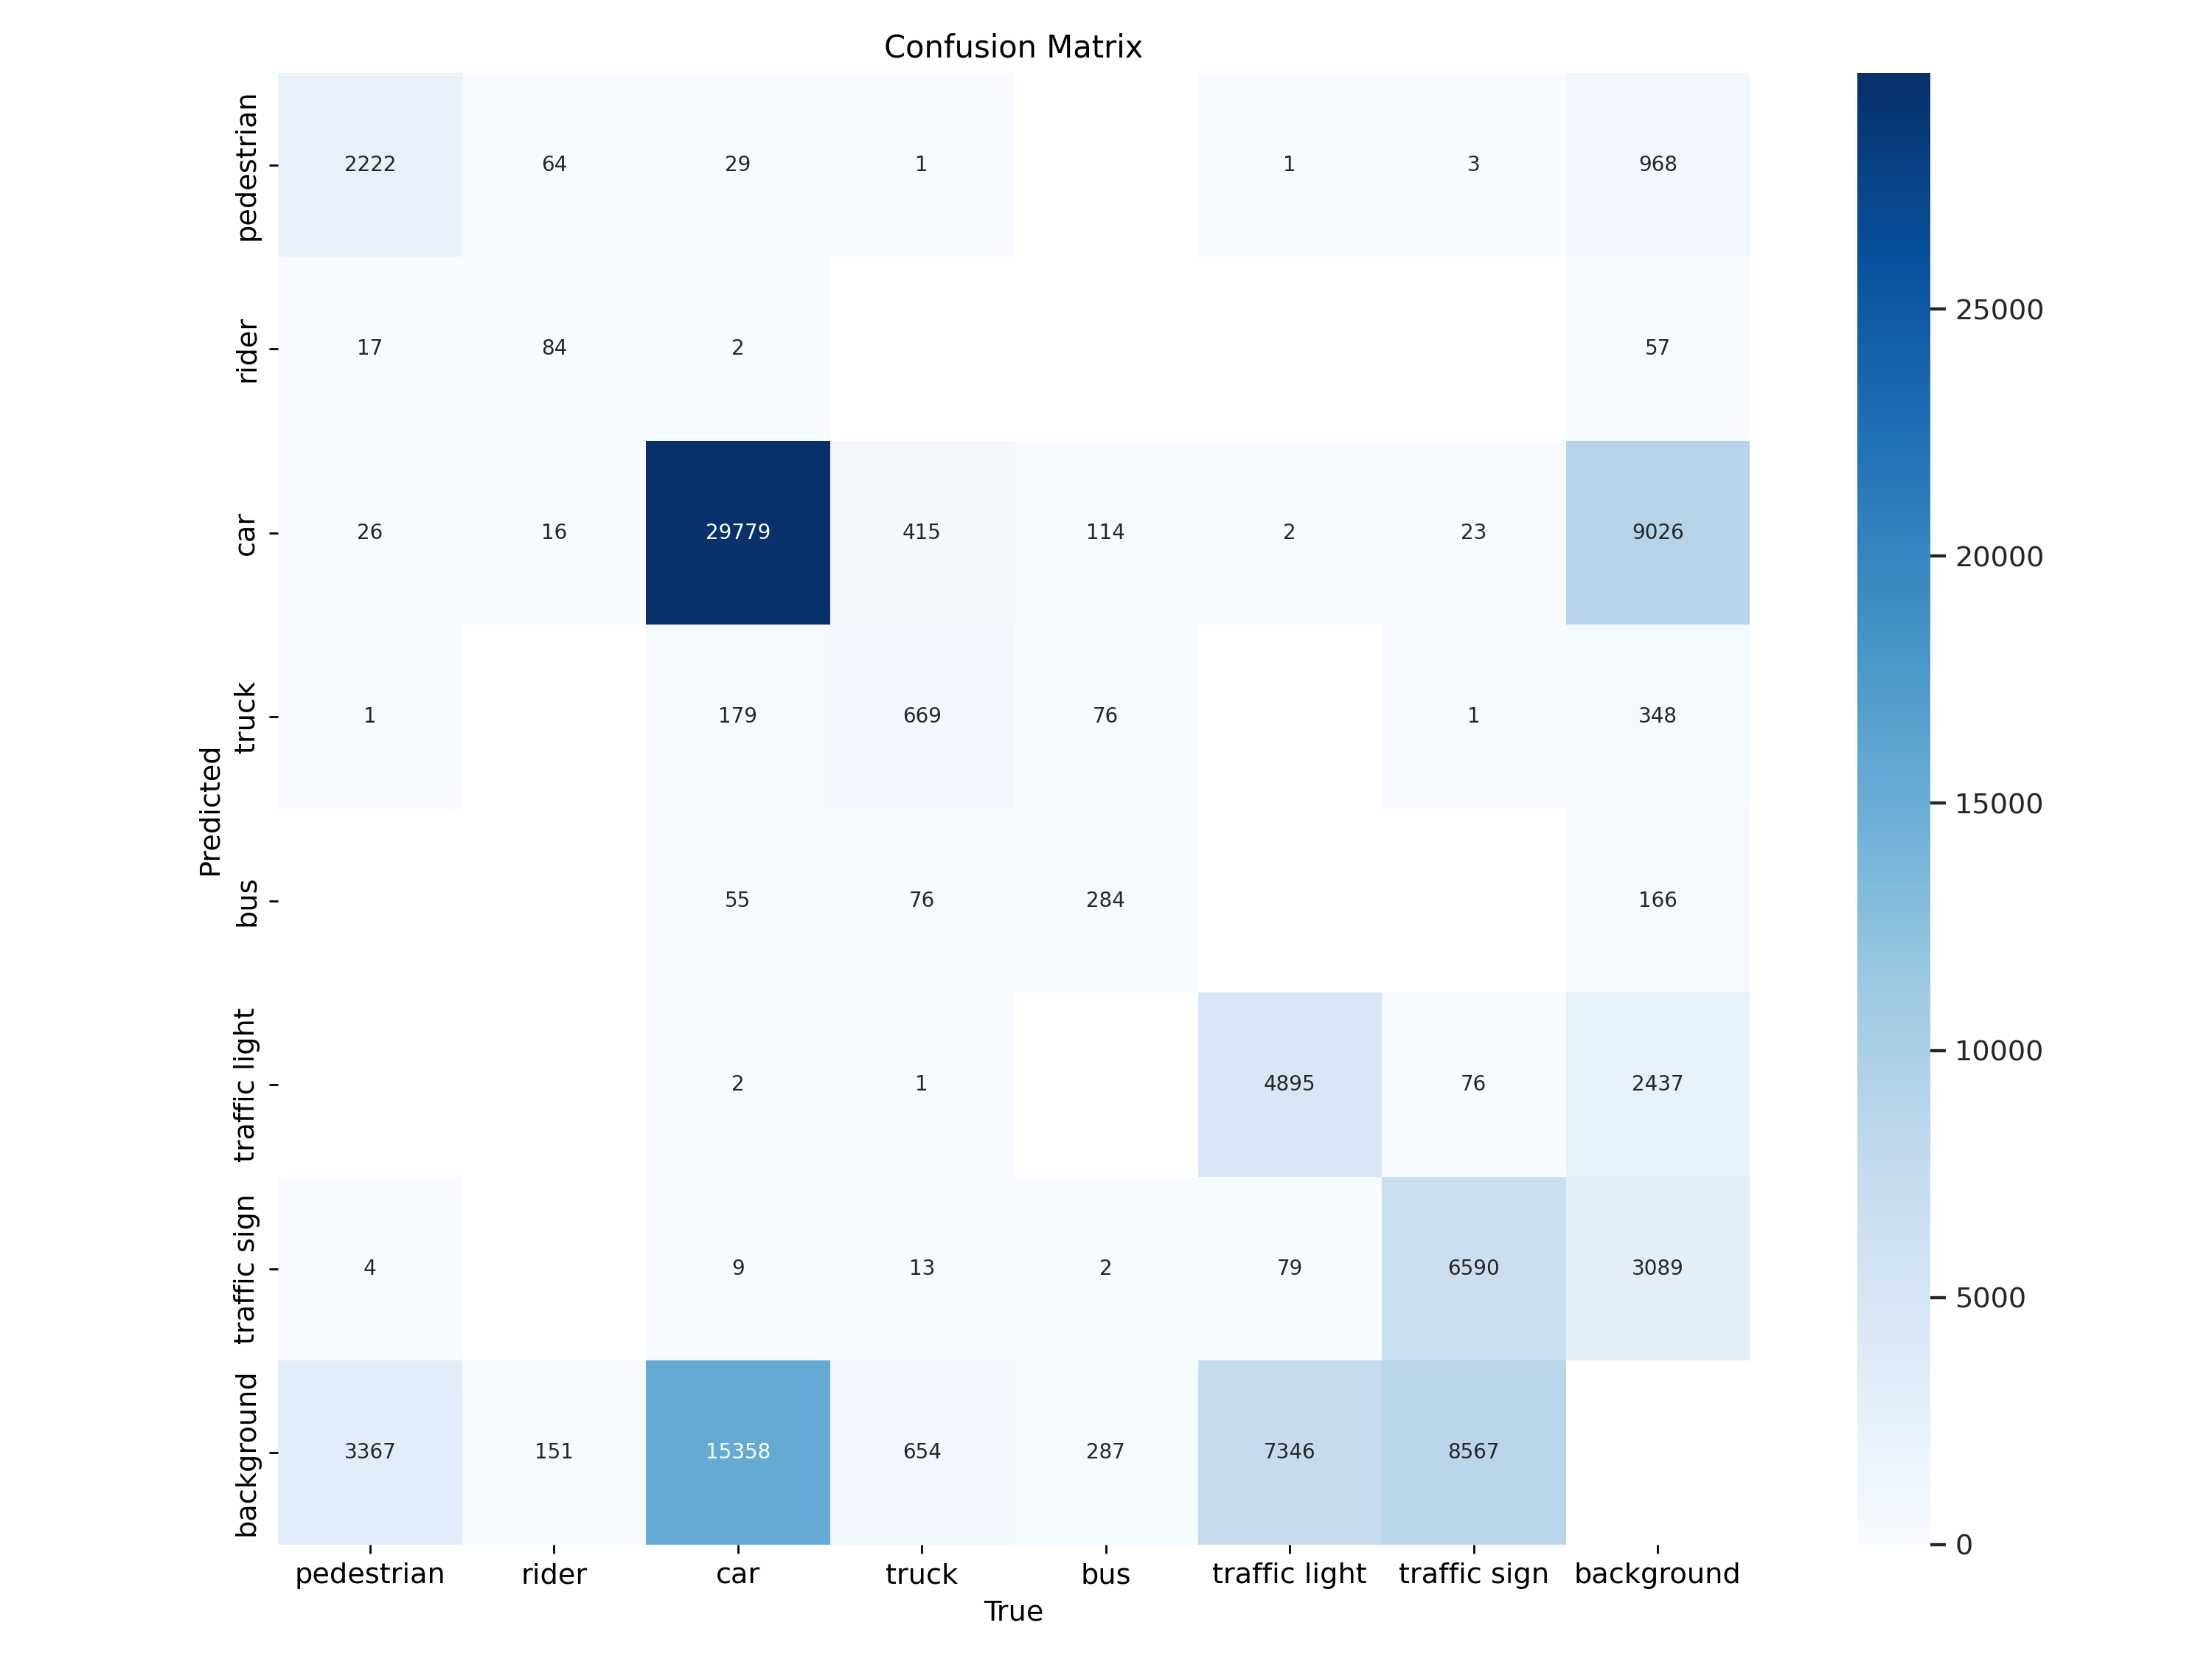 Confusion Matrix
pedestrian 2222 64 29 1 1 3 968
rider 17 84 2 57
car 26 16 29779 415 114 2 23 9026
truck 1 179 669 76 1 348
bus 55 76 284 166
traffic light 2 1 4895 76 2437
traffic sign 4 9 13 2 79 6590 3089
background 3367 151 15358 654 287 7346 8567
Predicted
pedestrian rider car truck bus traffic light traffic sign background
True
25000
20000
15000
10000
5000
0